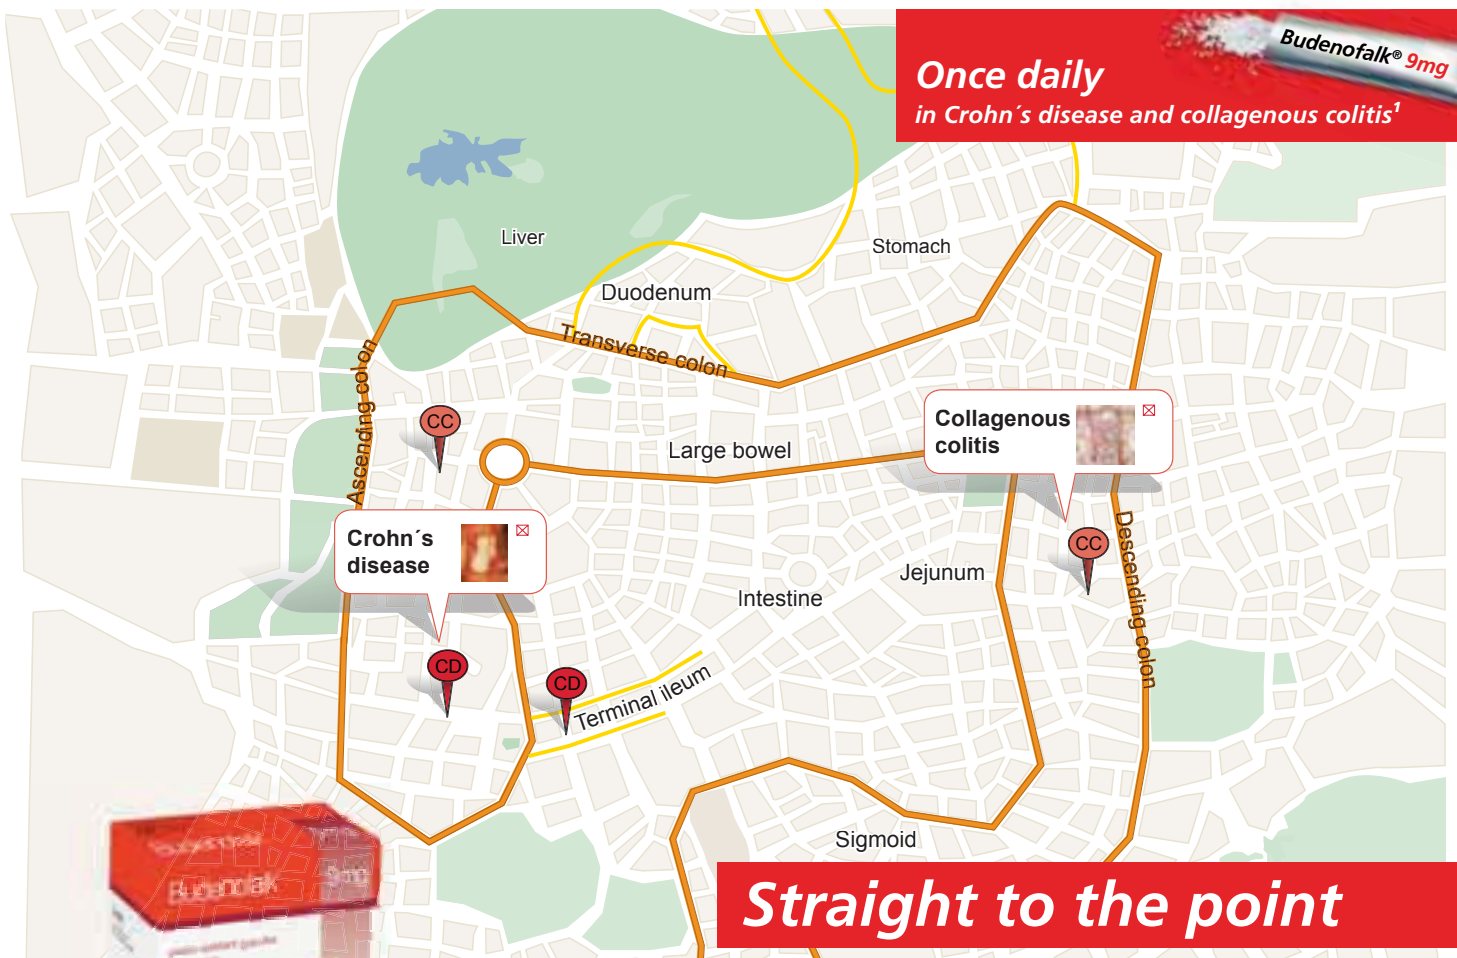 Budenofalk® 9mg
Once daily
in Crohn´s disease and collagenous colitis¹
Liver
Stomach
Duodenum
Transverse colon
Ascending colon
CC
Collagenous
colitis
Large bowel
Crohn´s
disease
Descending colon
CC
Jejunum
Intestine
CD
CD
Terminal ileum
Sigmoid
Budenofalk
9mg
Straight to the point